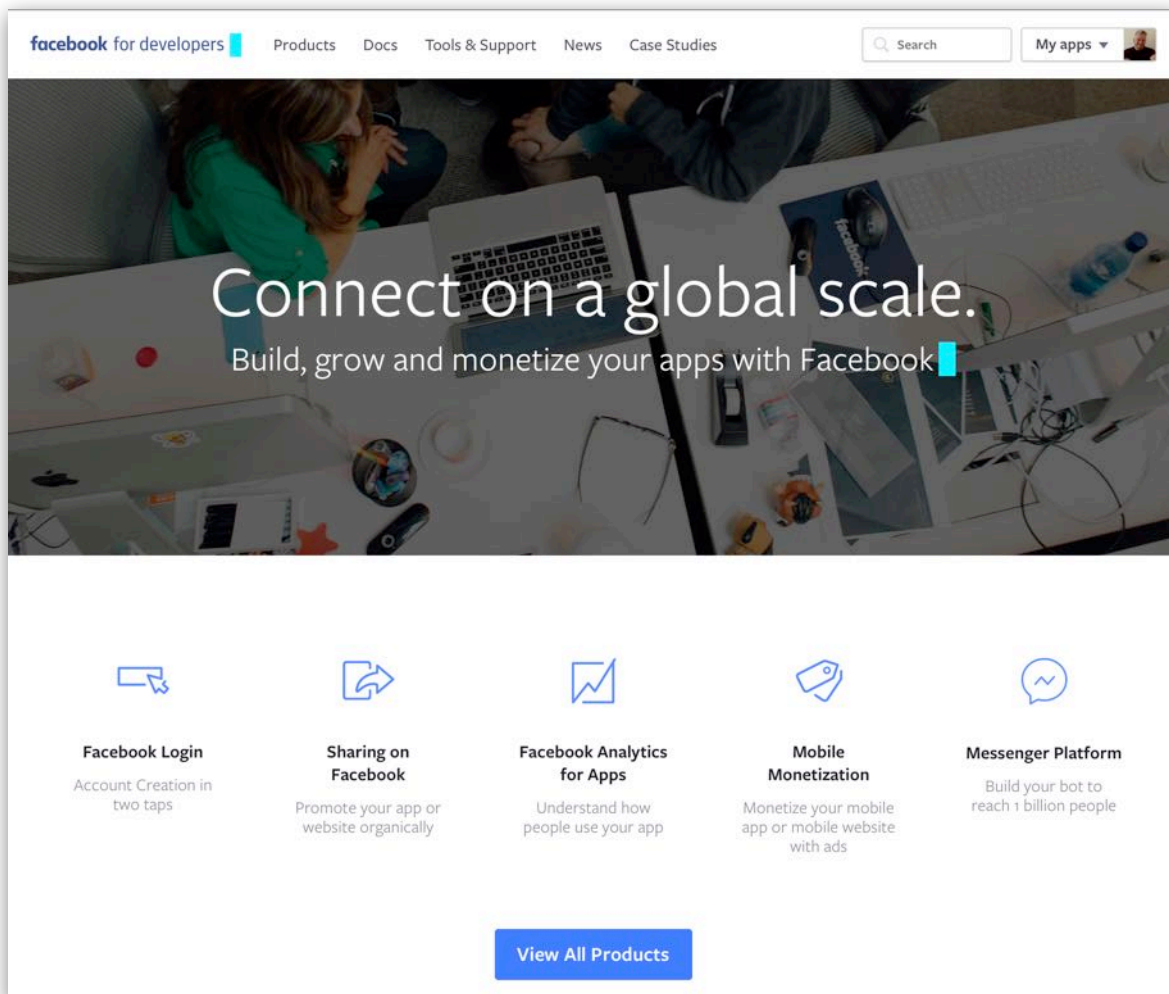 facebook for developers
Products
Docs
Tools & Support
News
Case Studies
Search
My apps
facebook
Connect on a global scale.
Build, grow and monetize your apps with Facebook
Facebook Login
Account Creation in
two taps
Sharing on
Facebook
Promote your app or
website organically
Facebook Analytics
for Apps
Understand how
people use your app
Mobile
Monetization
Monetize your mobile
app or mobile website
with ads
Messenger Platform
Build your bot to
reach 1 billion people
View All Products